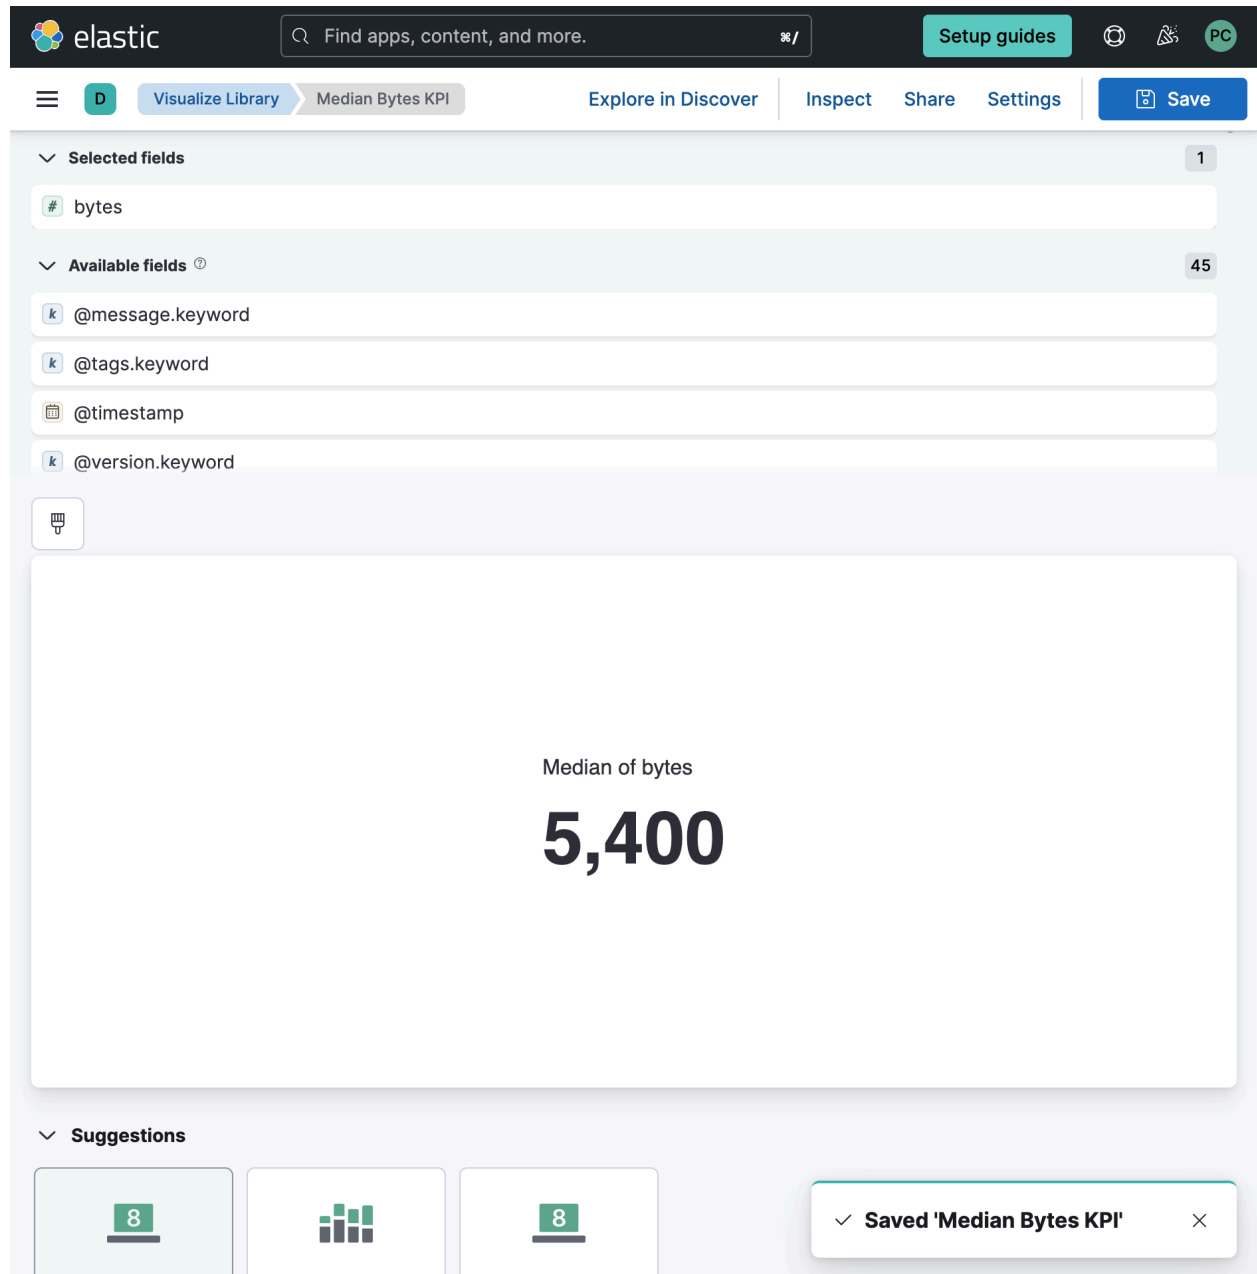 elastic
Find apps, content, and more.
⌘/
Setup guides
PC
D
Visualize Library
Median Bytes KPI
Explore in Discover
Inspect
Share
Settings
Save
Selected fields
1
# bytes
Available fields
45
k @message.keyword
k @tags.keyword
@timestamp
k @version.keyword
Median of bytes
5,400
Suggestions
8
8
Saved 'Median Bytes KPI'